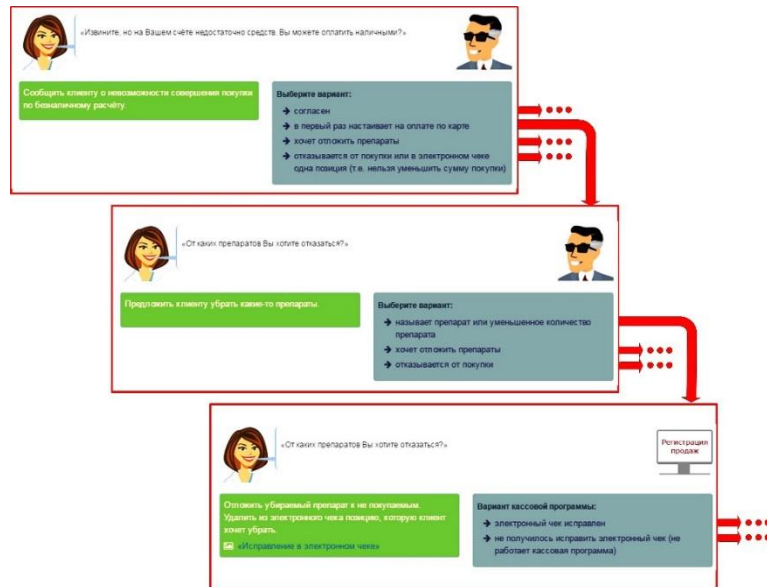 «Извините, но на Вашем счёте недостаточно средств. Вы можете оплатить наличными?»
Сообщить клиенту о невозможности совершения покупки
по безналичному расчёту.
Выберите вариант:
→ согласен
→ в первый раз настаивает на оплате по карте
→ хочет отложить препараты
→ отказывается от покупки или в электронном чеке
одна позиция (т.е. нельзя уменьшить сумму покупки)
«От каких препаратов Вы хотите отказаться?»
Предложить клиенту убрать какие-то препараты.
Выберите вариант:
→ называет препарат или уменьшенное количество
препарата
→ хочет отложить препараты
→ отказывается от покупки
«От каких препаратов Вы хотите отказаться?»
Регистрация
продаж
Отложить убираемый препарат к не покупаемым.
Удалить из электронного чека позицию, которую клиент
хочет убрать.
«Исправление в электронном чеке»
Вариант кассовой программы:
→ электронный чек исправлен
→ не получилось исправить электронный чек (не
работает кассовая программа)